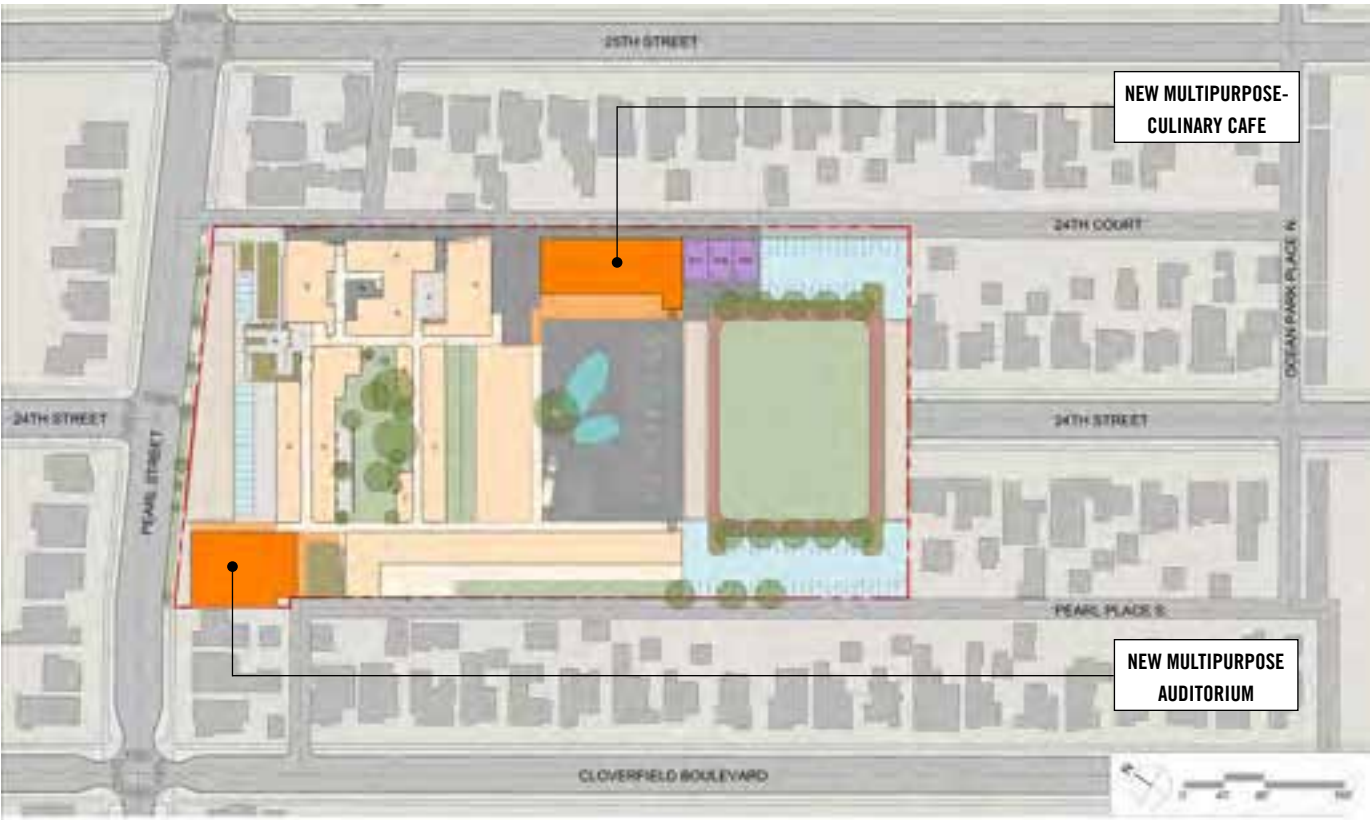 25TH STREET
NEW MULTIPURPOSE-
CULINARY CAFE
24TH COURT
OCEAN PARK PLACE N.
24TH STREET
24TH STREET
PEARL STREET
PEARL PLACE S.
NEW MULTIPURPOSE
AUDITORIUM
CLOVERFIELD BOULEVARD